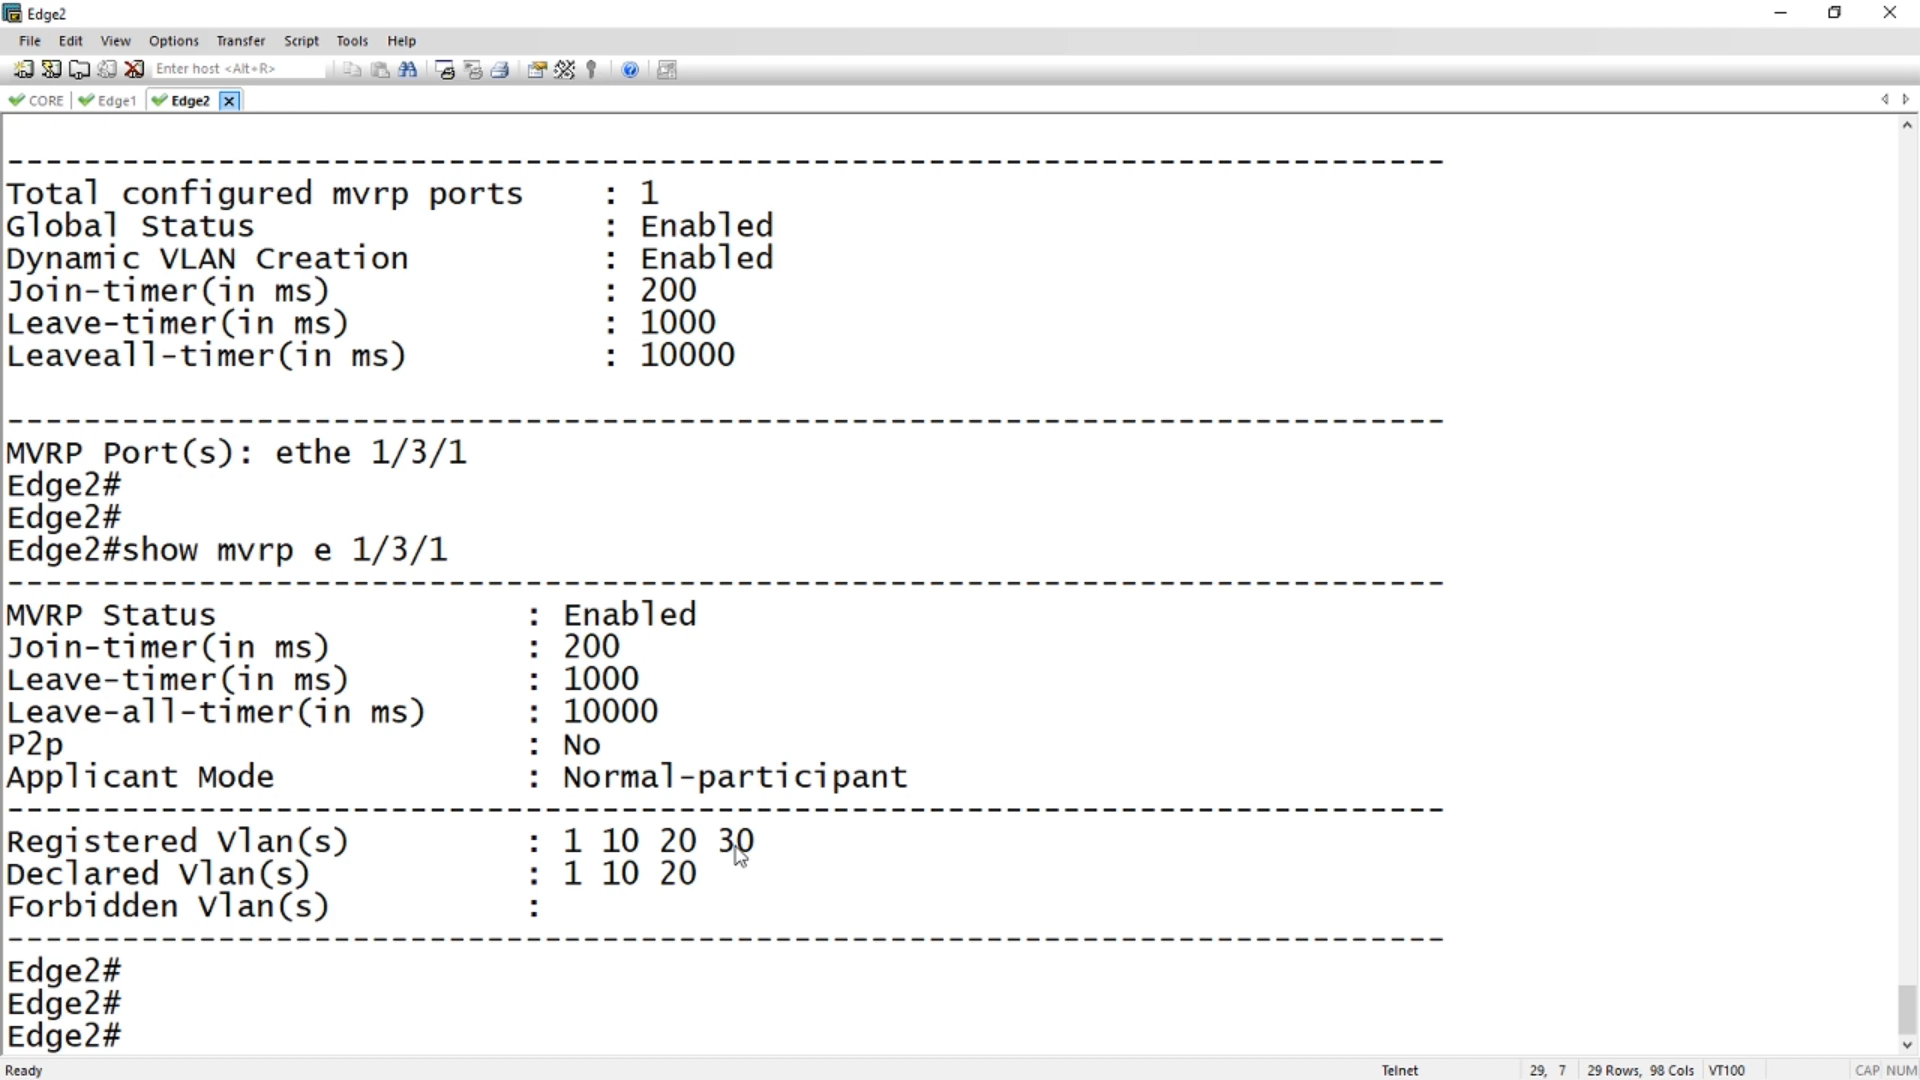 Edge2
File Edit View Options Transfer Script Tools Help
Enter host <Alt+R>
CORE Edge1 Edge2
--------------------------------------------------------------------------
Total configured mvrp ports : 1
Global Status : Enabled
Dynamic VLAN Creation : Enabled
Join-timer(in ms) : 200
Leave-timer(in ms) : 1000
Leaveall-timer(in ms) : 10000
--------------------------------------------------------------------------
MVRP Port(s): ethe 1/3/1
Edge2#
Edge2#
Edge2#show mvrp e 1/3/1
--------------------------------------------------------------------------
MVRP Status : Enabled
Join-timer(in ms) : 200
Leave-timer(in ms) : 1000
Leave-all-timer(in ms) : 10000
P2p : No
Applicant Mode : Normal-participant
--------------------------------------------------------------------------
Registered Vlan(s) : 1 10 20 30
Declared Vlan(s) : 1 10 20
Forbidden Vlan(s) :
--------------------------------------------------------------------------
Edge2#
Edge2#
Edge2#
Ready Telnet 29, 7 29 Rows, 98 Cols VT100 CAP NUM